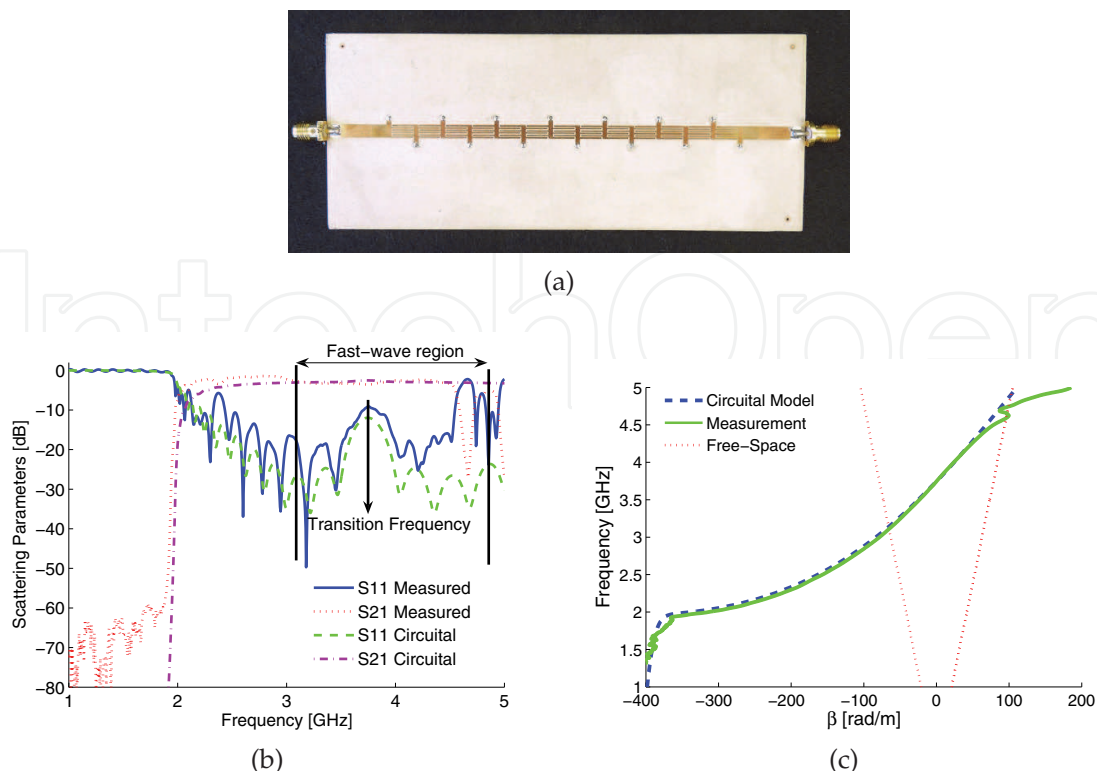 (a)
IntechOpen
Fast-wave region
Transition Frequency
Scattering Parameters [dB]
0
-10
-20
-30
-40
-50
-60
-70
-80
S11 Measured
S21 Measured
S11 Circuital
S21 Circuital
1 2 3 4 5
Frequency [GHz]
(b)
Frequency [GHz]
5
4.5
4
3.5
3
2.5
2
1.5
1
Circuital Model
Measurement
Free-Space
-400 -300 -200 -100 0 100 200
β [rad/m]
(c)